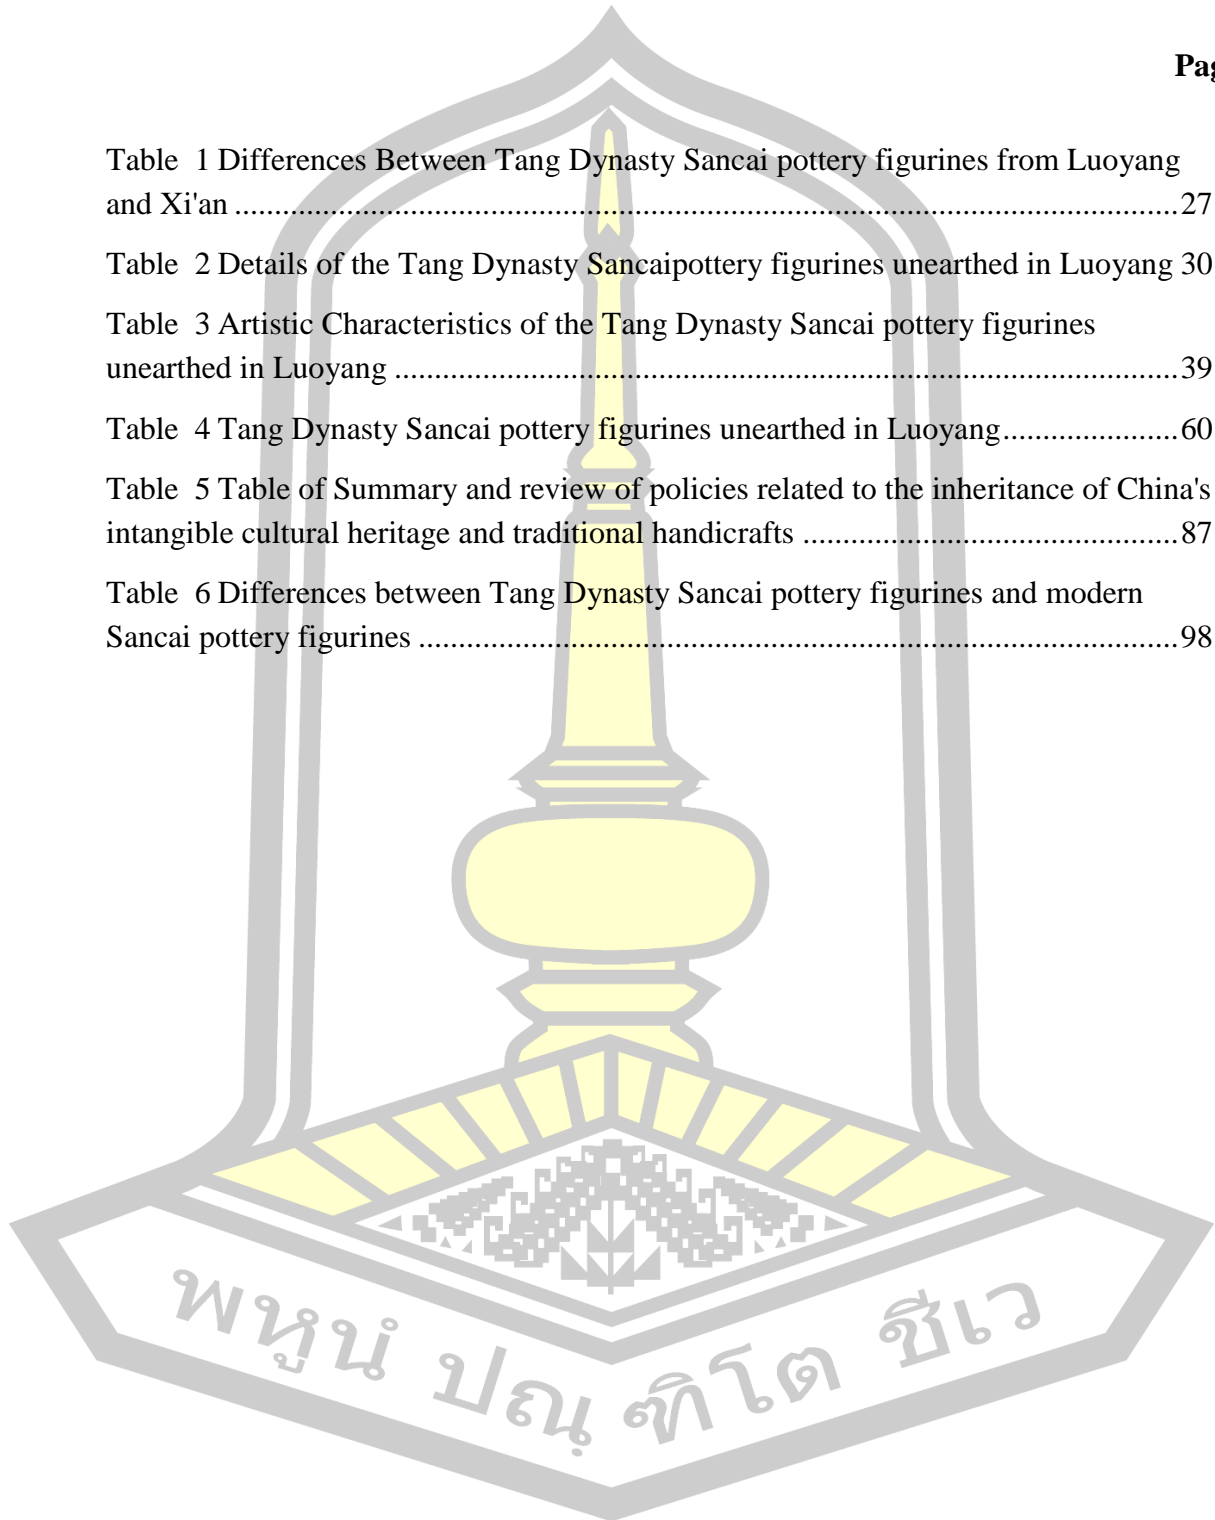 Pag
Table  1 Differences Between Tang Dynasty Sancai pottery figurines from Luoyang
and Xi'an ........................................................................................................................27
Table  2 Details of the Tang Dynasty Sancaipottery figurines unearthed in Luoyang 30
Table  3 Artistic Characteristics of the Tang Dynasty Sancai pottery figurines
unearthed in Luoyang ....................................................................................................39
Table  4 Tang Dynasty Sancai pottery figurines unearthed in Luoyang......................60
Table  5 Table of Summary and review of policies related to the inheritance of China's
intangible cultural heritage and traditional handicrafts ................................................87
Table  6 Differences between Tang Dynasty Sancai pottery figurines and modern
Sancai pottery figurines .................................................................................................98
พหูนํ ปณฺ ฑิโต ชีเว